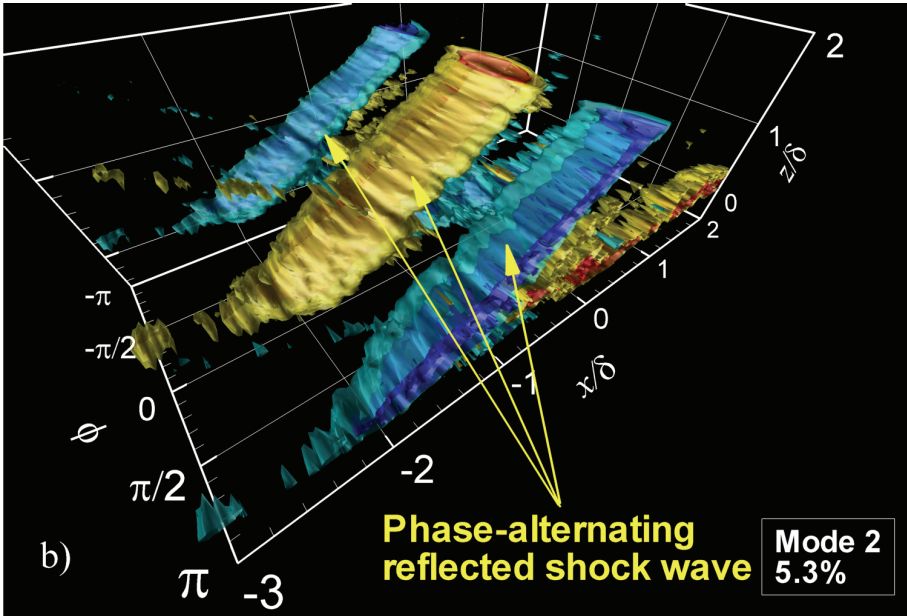 2
1
z/δ
0
2
1
0
x/δ
-1
-2
-3
-π
-π/2
0
ϕ
π/2
π
Phase-alternating
reflected shock wave
Mode 2
5.3%
b)